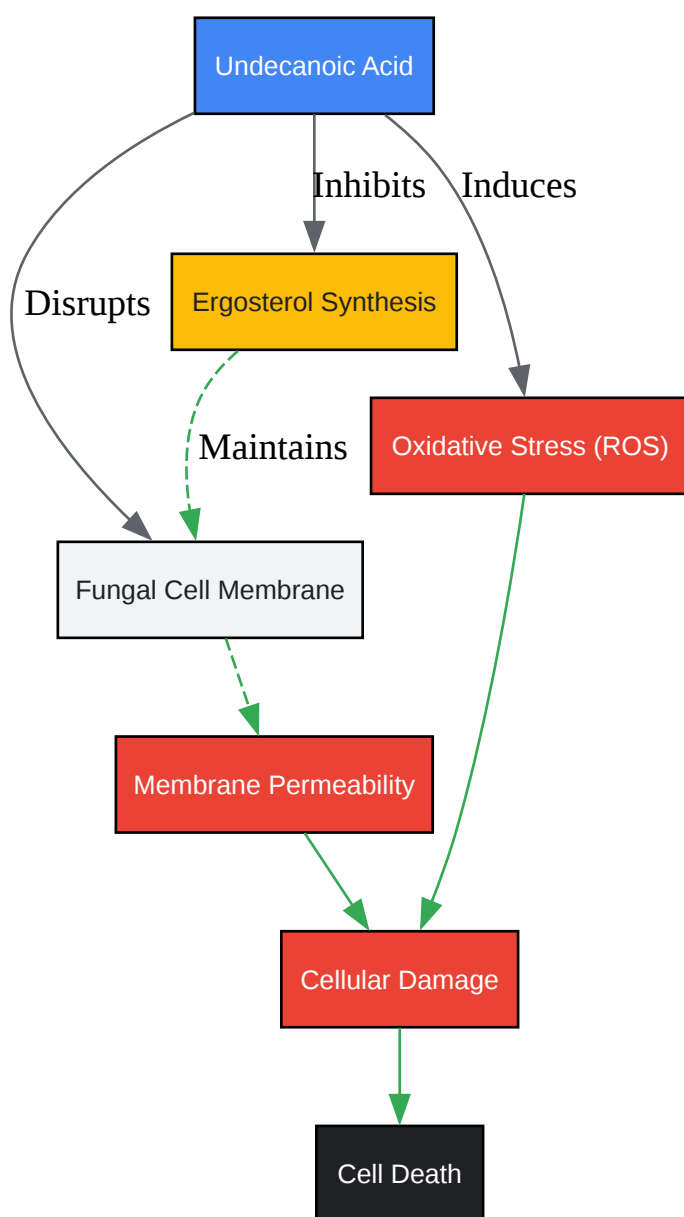 Undecanoic Acid
Inhibits
Induces
Disrupts
Ergosterol Synthesis
Maintains
Oxidative Stress (ROS)
Fungal Cell Membrane
Membrane Permeability
Cellular Damage
Cell Death